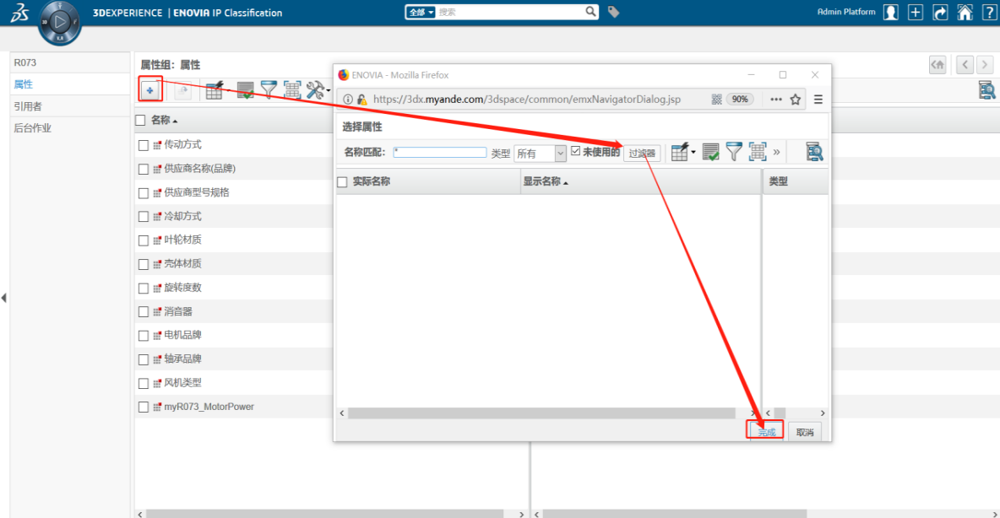 3DEXPERIENCE | ENOVIA IP Classification
全部 搜索
Admin Platform
R073
属性
引用者
后台作业
属性组：属性
名称
传动方式
供应商名称(品牌)
供应商型号规格
冷却方式
叶轮材质
壳体材质
旋转度数
消音器
电机品牌
轴承品牌
风机类型
myR073_MotorPower
ENOVIA - Mozilla Firefox
https://3dx.myande.com/3dspace/common/emxNavigatorDialog.jsp 90%
选择属性
名称匹配： * 类型 所有 未使用的 过滤器
实际名称 显示名称 类型
完成 取消